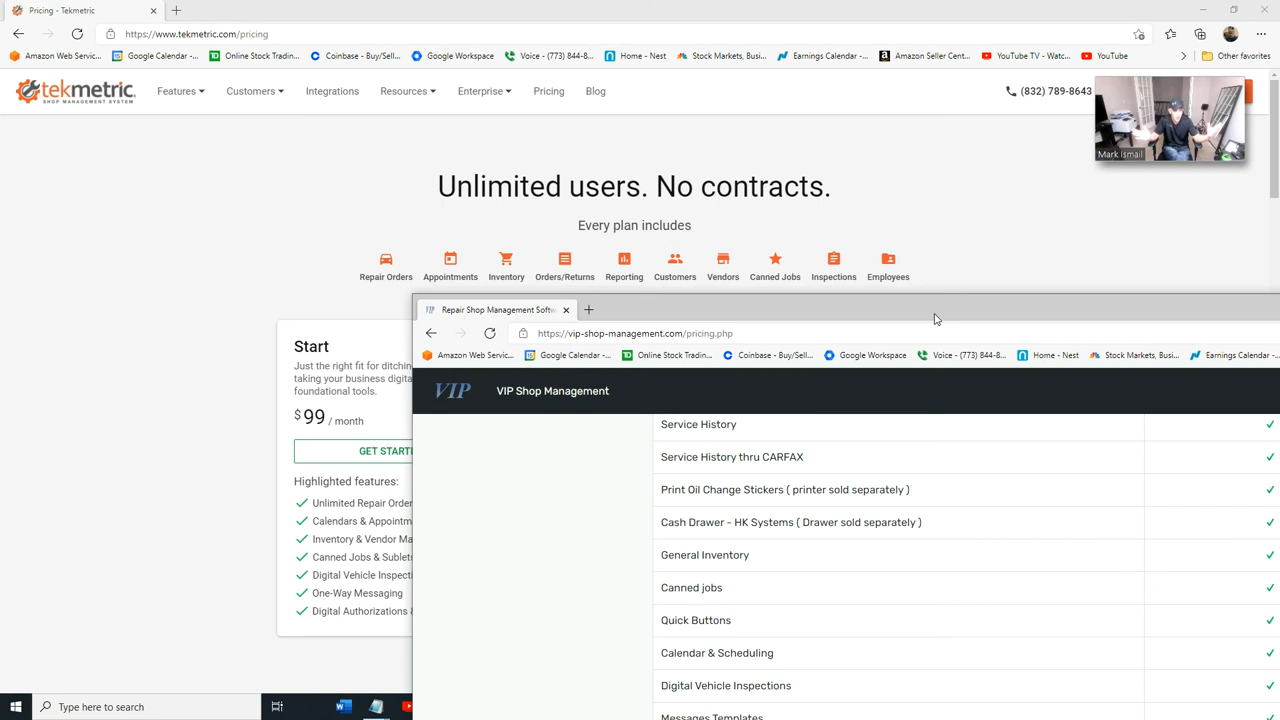 Pricing - Tekmetric
https://www.tekmetric.com/pricing
Amazon Web Servic...
Google Calendar -...
Online Stock Tradin...
Coinbase - Buy/Sell...
Google Workspace
Voice - (773) 844-8...
Home - Nest
Stock Markets, Busi...
Earnings Calendar -...
Amazon Seller Cent...
YouTube TV - Watc...
YouTube
Other favorites
tekmetric
SHOP MANAGEMENT SYSTEM
Features
Customers
Integrations
Resources
Enterprise
Pricing
Blog
(832) 789-8643
Mark Ismail
Unlimited users. No contracts.
Every plan includes
Repair Orders
Appointments
Inventory
Orders/Returns
Reporting
Customers
Vendors
Canned Jobs
Inspections
Employees
Start
Just the right fit for ditching
taking your business digita
foundational tools.
$99 / month
GET STARTI
Highlighted features:
Unlimited Repair Order
Calendars & Appointm
Inventory & Vendor Ma
Canned Jobs & Sublets
Digital Vehicle Inspecti
One-Way Messaging
Digital Authorizations &
Repair Shop Management Softw
https://vip-shop-management.com/pricing.php
Amazon Web Servic...
Google Calendar -...
Online Stock Tradin...
Coinbase - Buy/Sell...
Google Workspace
Voice - (773) 844-8...
Home - Nest
Stock Markets, Busi...
Earnings Calendar -...
VIP
VIP Shop Management
Service History
Service History thru CARFAX
Print Oil Change Stickers ( printer sold separately )
Cash Drawer - HK Systems ( Drawer sold separately )
General Inventory
Canned jobs
Quick Buttons
Calendar & Scheduling
Digital Vehicle Inspections
Messages Templates
Type here to search